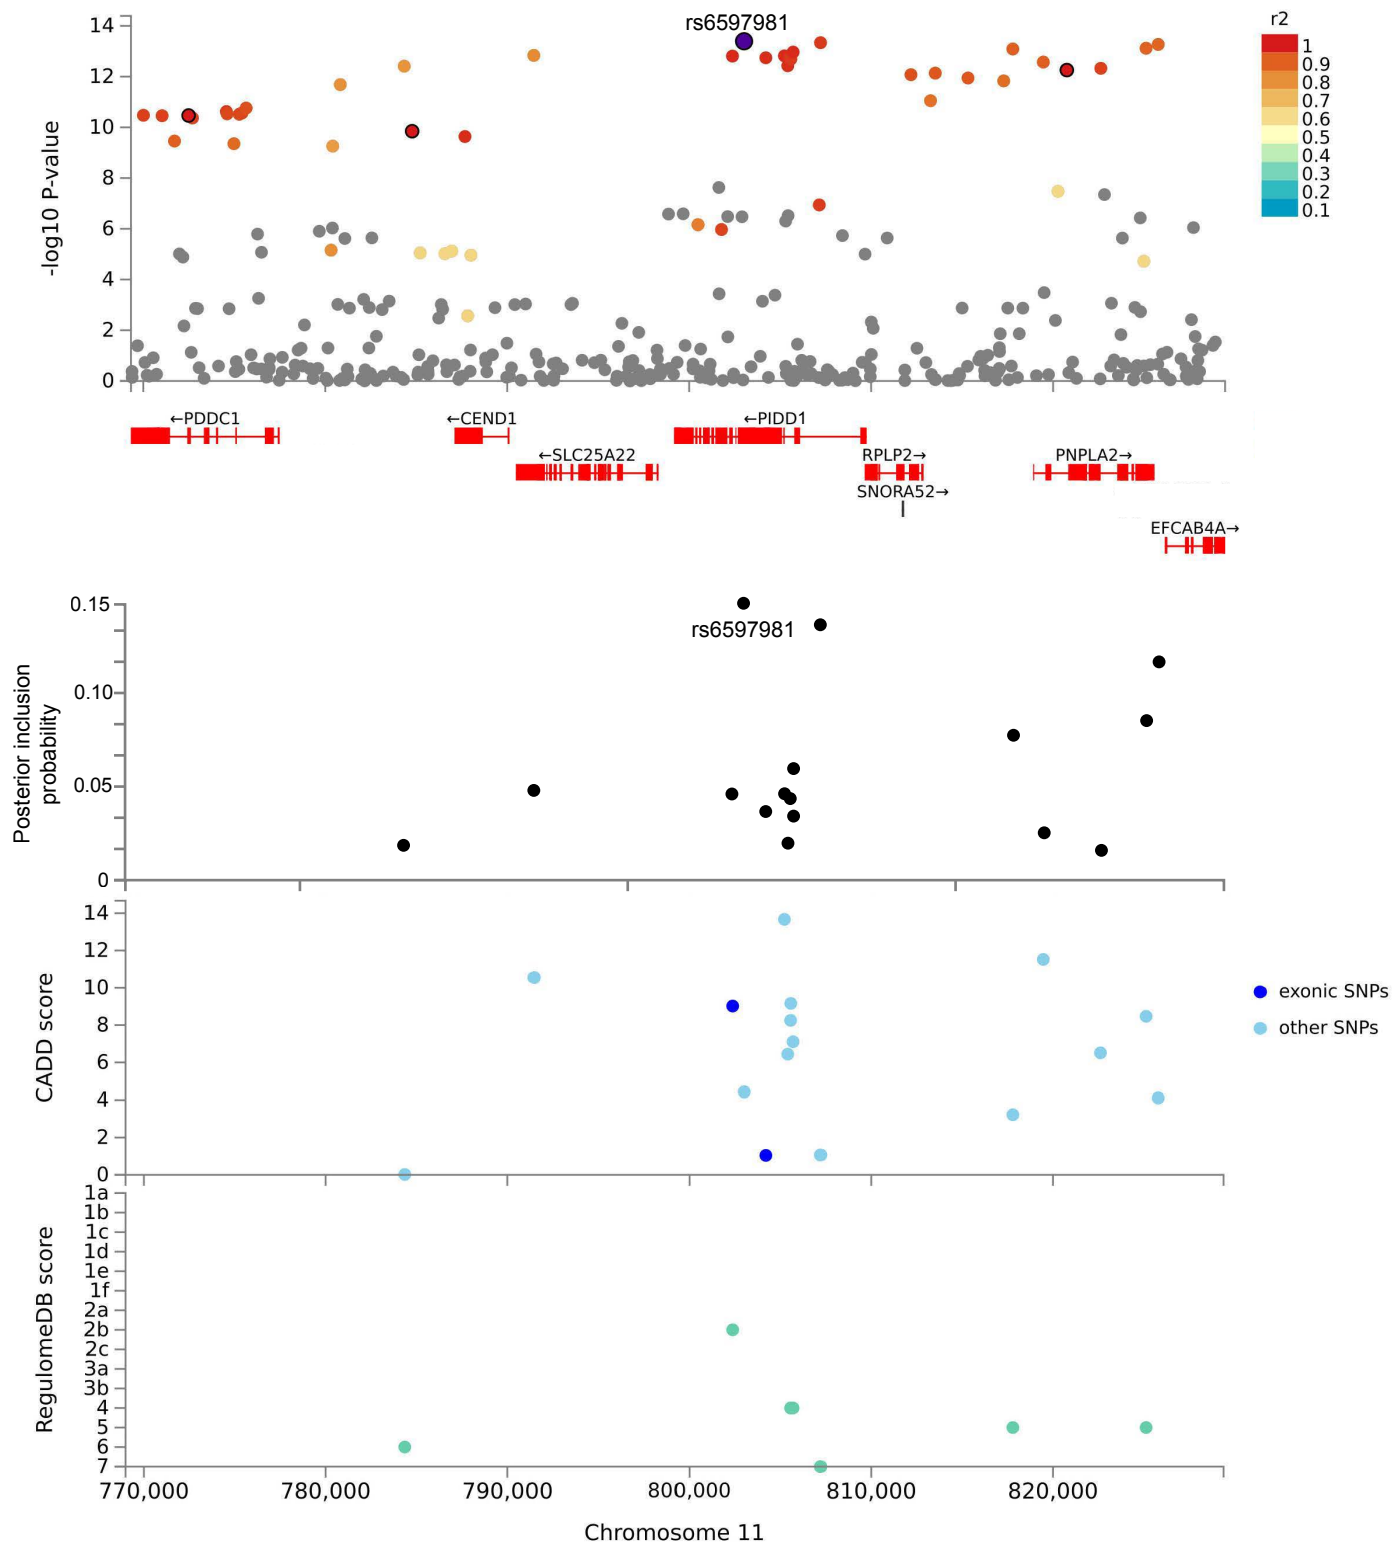 rs6597981
r2
14
12
10
8
6
4
2
0
-log10 P-value
1
0.9
0.8
0.7
0.6
0.5
0.4
0.3
0.2
0.1
←PDDC1
←CEND1
←PIDD1
←SLC25A22
RPLP2→
PNPLA2→
SNORA52→
EFCAB4A→
0.15
0.10
0.05
0
Posterior inclusion
probability
rs6597981
14
12
10
8
6
4
2
0
CADD score
exonic SNPs
other SNPs
1a
1b
1c
1d
1e
1f
2a
2b
2c
3a
3b
4
5
6
7
RegulomeDB score
770,000
780,000
790,000
800,000
810,000
820,000
Chromosome 11